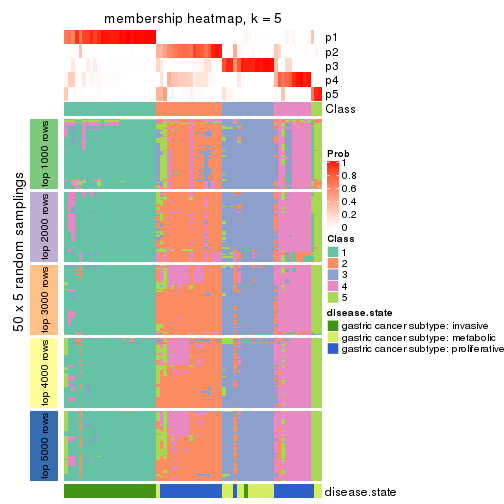 membership heatmap, k = 5
p1
p2
p3
p4
p5
Class
50 x 5 random samplings
top 1000 rows
top 2000 rows
top 3000 rows
top 4000 rows
top 5000 rows
disease.state
Prob
1
0.8
0.6
0.4
0.2
0
Class
1
2
3
4
5
disease.state
gastric cancer subtype: invasive
gastric cancer subtype: metabolic
gastric cancer subtype: proliferative